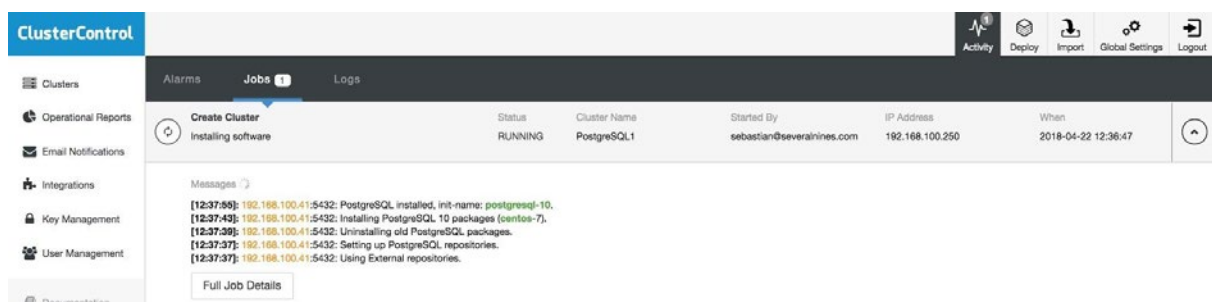 ClusterControl
1
Activity
Deploy
Import
Global Settings
Logout
Clusters
Operational Reports
Email Notifications
Integrations
Key Management
User Management
Documentation
Alarms
Jobs 1
Logs
Create Cluster
Installing software
Status
RUNNING
Cluster Name
PostgreSQL1
Started By
sebastian@severalnines.com
IP Address
192.168.100.250
When
2018-04-22 12:36:47
Messages
[12:37:55]: 192.168.100.41:5432: PostgreSQL installed, init-name: postgresql-10.
[12:37:43]: 192.168.100.41:5432: Installing PostgreSQL 10 packages (centos-7).
[12:37:39]: 192.168.100.41:5432: Uninstalling old PostgreSQL packages.
[12:37:37]: 192.168.100.41:5432: Setting up PostgreSQL repositories.
[12:37:37]: 192.168.100.41:5432: Using External repositories.
Full Job Details